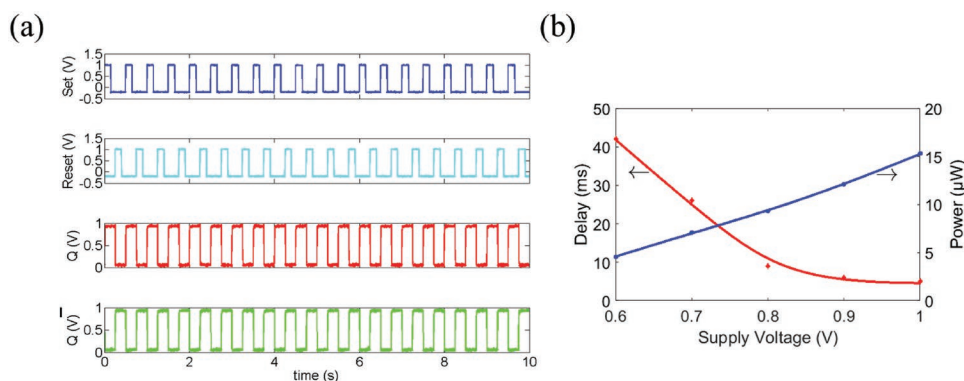 (a)
1.5
1
0.5
0
-0.5
Set (V)
1.5
1
0.5
0
-0.5
Reset (V)
1
0.5
0
Q (V)
1
0.5
0
Q (V)
0 2 4 6 8 10
time (s)
(b)
50
40
30
20
10
0
Delay (ms)
20
15
10
5
0
Power (µW)
0.6 0.7 0.8 0.9 1
Supply Voltage (V)